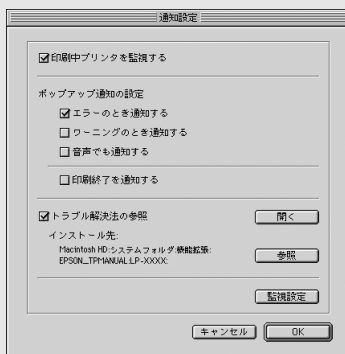 通知設定
印刷中プリンタを監視する
ポップアップ通知の設定
エラーのとき通知する
ワーニングのとき通知する
音声でも通知する
印刷終了を通知する
トラブル解決法の参照
開く
インストール先:
Macintosh HD:システムフォルダ:機能拡張:
EPSON_TPMANUAL:LP-XXXX:
参照
監視設定
キャンセル
OK